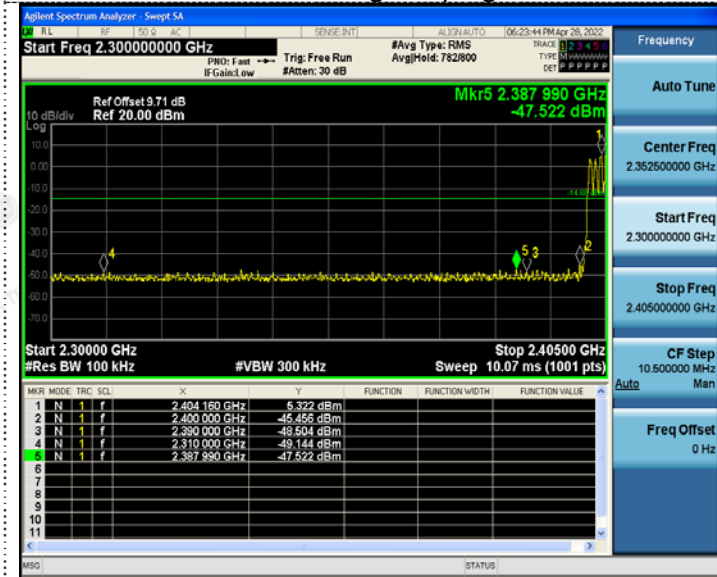 Agilent Spectrum Analyzer - Swept SA
RL RF 50 Ω AC SENSE:INT ALIGN AUTO 06:23:44 PM Apr 28, 2022
Start Freq 2.300000000 GHz
PNO: Fast Trig: Free Run #Avg Type: RMS TRACE 1 2 3 4 5 6
IFGain:Low #Atten: 30 dB Avg|Hold: 782/800 TYPE M
DET P P P P P P
Frequency
Auto Tune
Center Freq
2.352500000 GHz
Start Freq
2.300000000 GHz
Stop Freq
2.405000000 GHz
CF Step
10.500000 MHz
Auto Man
Freq Offset
0 Hz
Mkr5 2.387 990 GHz
Ref Offset 9.71 dB -47.522 dBm
10 dB/div Ref 20.00 dBm
Log
10.0
0.00
-10.0
-20.0
-30.0
-40.0
-50.0
-60.0
-70.0
1
2
5 3
4
Start 2.30000 GHz Stop 2.40500 GHz
#Res BW 100 kHz #VBW 300 kHz Sweep 10.07 ms (1001 pts)
MKR MODE TRC SCL X Y FUNCTION FUNCTION WIDTH FUNCTION VALUE
1 N 1 f 2.404 160 GHz 5.322 dBm
2 N 1 f 2.400 000 GHz -45.456 dBm
3 N 1 f 2.390 000 GHz -48.504 dBm
4 N 1 f 2.310 000 GHz -49.144 dBm
5 N 1 f 2.387 990 GHz -47.522 dBm
6
7
8
9
10
11
MSG STATUS